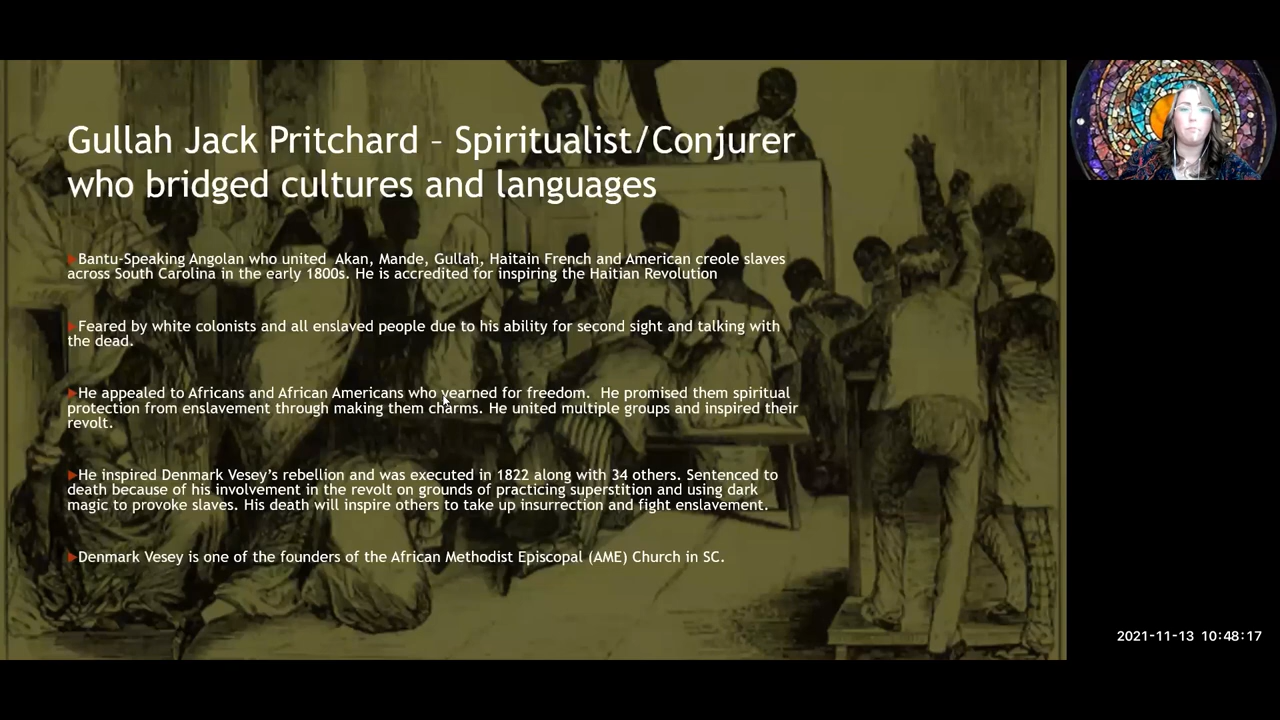 Gullah Jack Pritchard – Spiritualist/Conjurer
who bridged cultures and languages
Bantu-Speaking Angolan who united Akan, Mande, Gullah, Haitain French and American creole slaves
across South Carolina in the early 1800s. He is accredited for inspiring the Haitian Revolution
Feared by white colonists and all enslaved people due to his ability for second sight and talking with
the dead.
He appealed to Africans and African Americans who yearned for freedom. He promised them spiritual
protection from enslavement through making them charms. He united multiple groups and inspired their
revolt.
He inspired Denmark Vesey's rebellion and was executed in 1822 along with 34 others. Sentenced to
death because of his involvement in the revolt on grounds of practicing superstition and using dark
magic to provoke slaves. His death will inspire others to take up insurrection and fight enslavement.
Denmark Vesey is one of the founders of the African Methodist Episcopal (AME) Church in SC.
2021-11-13 10:48:17